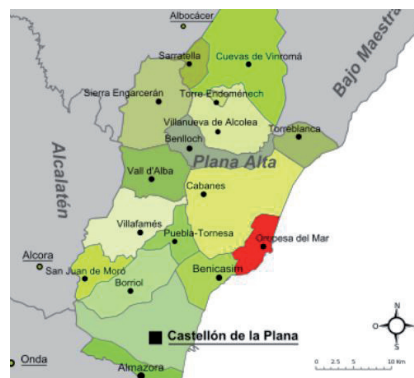 Albocácer
Bajo Maestra
Sarratella
Cuevas de Vinromá
Sierra Engarcerán
Torre Endoménech
Villanueva de Alcolea
Torreblanca
Benlloch
Plana Alta
Alcalatén
Vall d'Alba
Cabanes
Villafamés
Puebla-Tornesa
Oropesa del Mar
Alcora
San Juan de Moró
Benicasim
Borriol
Castellón de la Plana
Onda
Almazora
N
O
E
S
0 2.5 5 10 Km